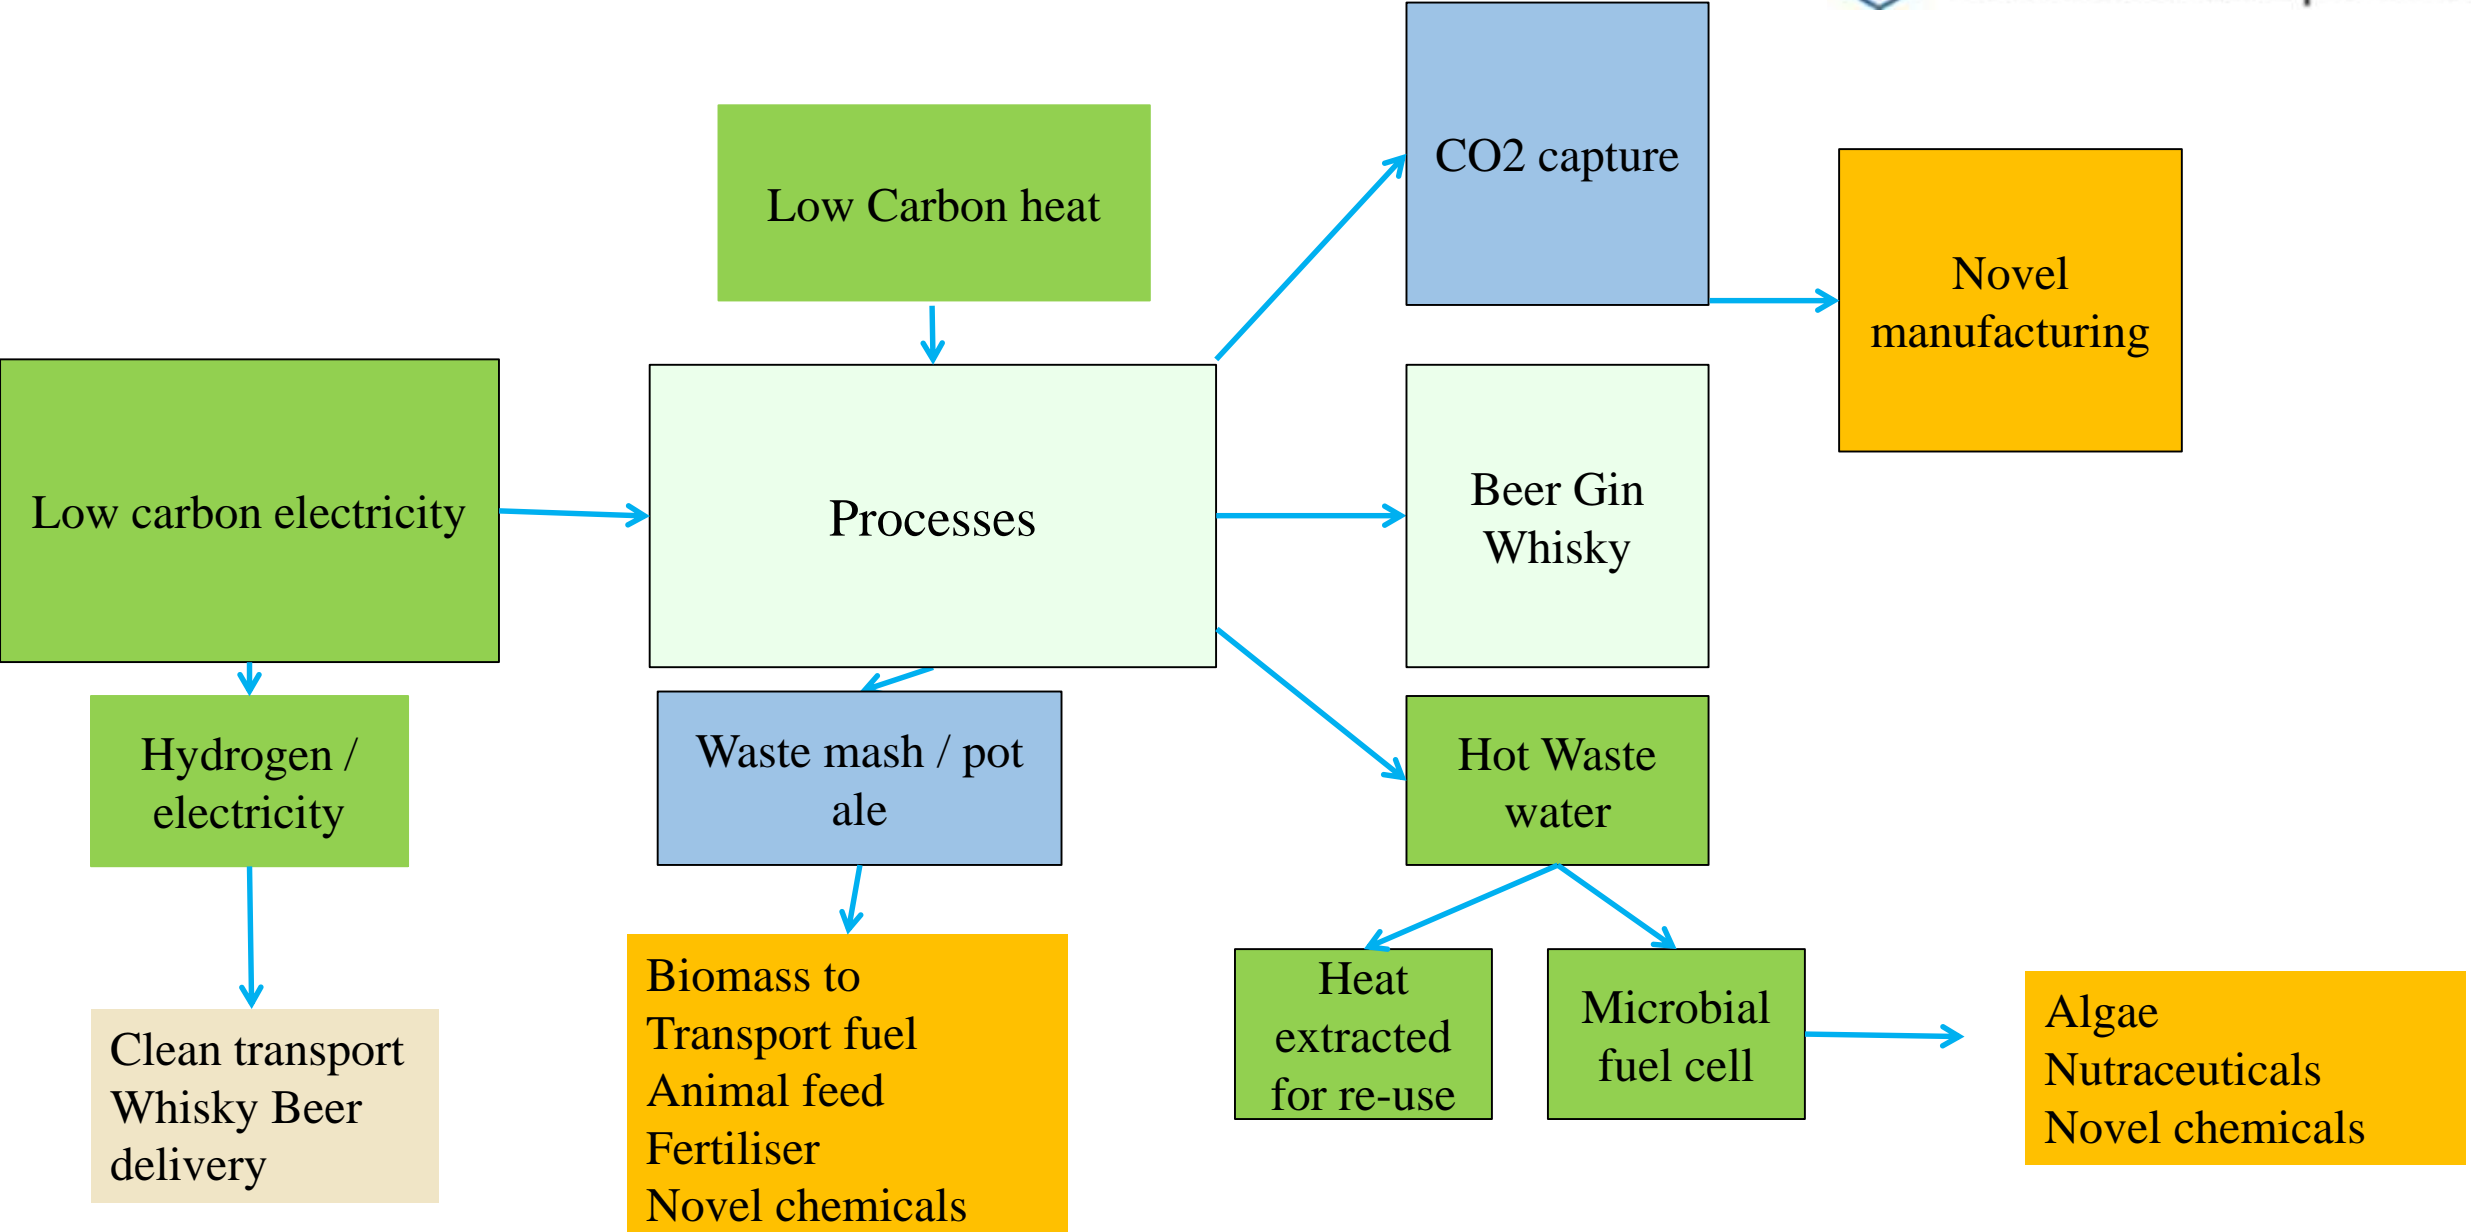 CO2 capture
Low Carbon heat
Novel
manufacturing
Low carbon electricity
Processes
Beer Gin
Whisky
Hydrogen /
electricity
Waste mash / pot
ale
Hot Waste
water
Biomass to
Transport fuel
Animal feed
Fertiliser
Novel chemicals
Heat
extracted
for re-use
Microbial
fuel cell
Algae
Nutraceuticals
Novel chemicals
Clean transport
Whisky Beer
delivery